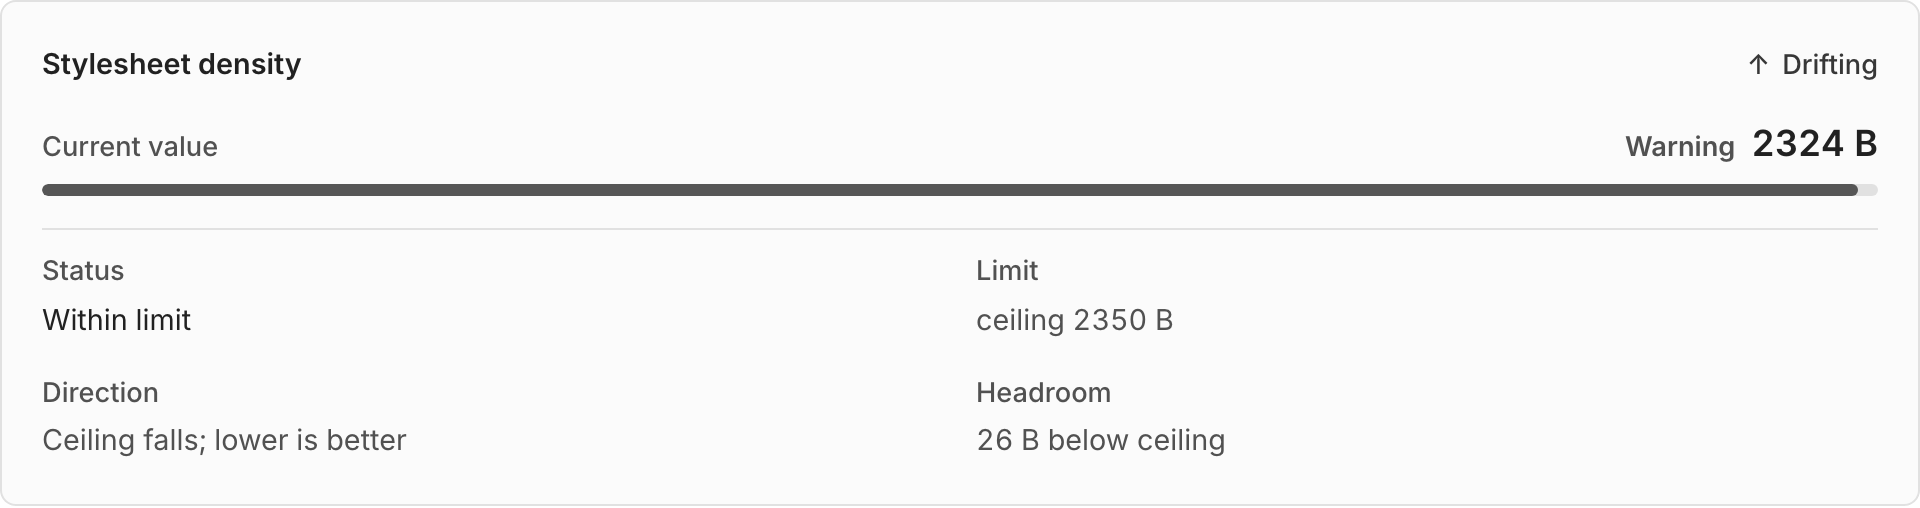 Stylesheet density
↑ Drifting
Current value
Warning 2324 B
Status
Within limit
Limit
ceiling 2350 B
Direction
Ceiling falls; lower is better
Headroom
26 B below ceiling